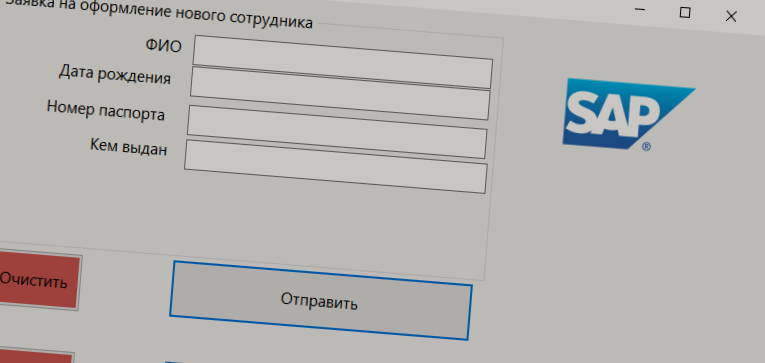 Заявка на оформление нового сотрудника
ФИО
Дата рождения
Номер паспорта
Кем выдан
SAP®
Очистить
Отправить